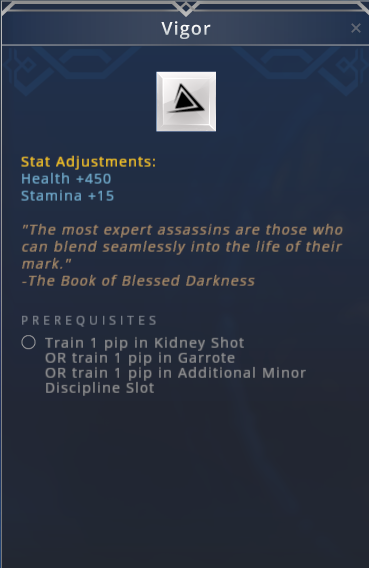 Vigor
Stat Adjustments:
Health +450
Stamina +15
"The most expert assassins are those who
can blend seamlessly into the life of their
mark."
-The Book of Blessed Darkness
PREREQUISITES
Train 1 pip in Kidney Shot
OR train 1 pip in Garrote
OR train 1 pip in Additional Minor
Discipline Slot